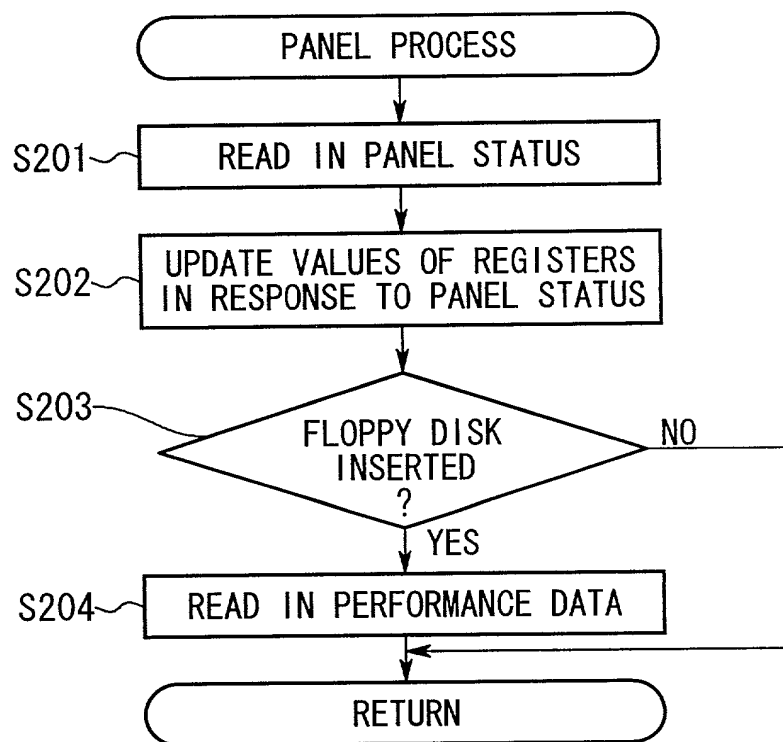 PANEL PROCESS
S201
READ IN PANEL STATUS
S202
UPDATE VALUES OF REGISTERS
IN RESPONSE TO PANEL STATUS
S203
FLOPPY DISK
INSERTED
?
NO
YES
S204
READ IN PERFORMANCE DATA
RETURN